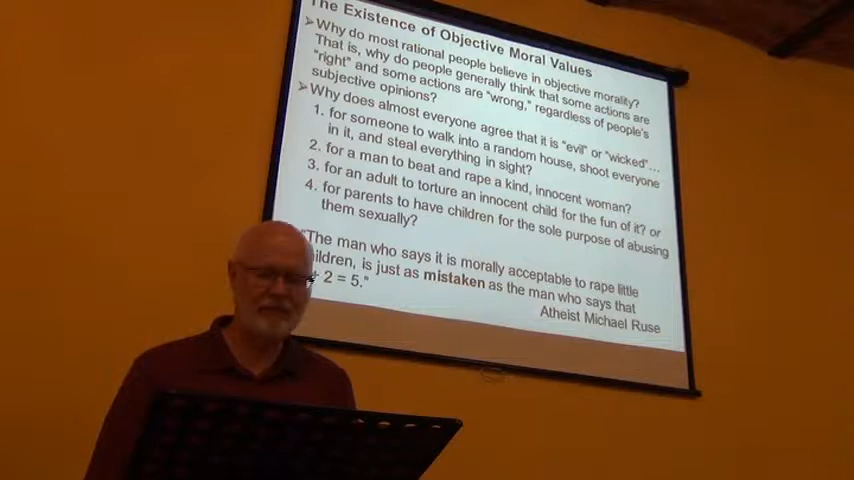 The Existence of Objective Moral Values
➢Why do most rational people believe in objective morality?
That is, why do people generally think that some actions are
"right" and some actions are "wrong," regardless of people's
subjective opinions?
➢Why does almost everyone agree that it is "evil" or "wicked"…
1. for someone to walk into a random house, shoot everyone
in it, and steal everything in sight?
2. for a man to beat and rape a kind, innocent woman?
3. for an adult to torture an innocent child for the fun of it? or
4. for parents to have children for the sole purpose of abusing
them sexually?
"The man who says it is morally acceptable to rape little
ildren, is just as mistaken as the man who says that
+ 2 = 5."
Atheist Michael Ruse